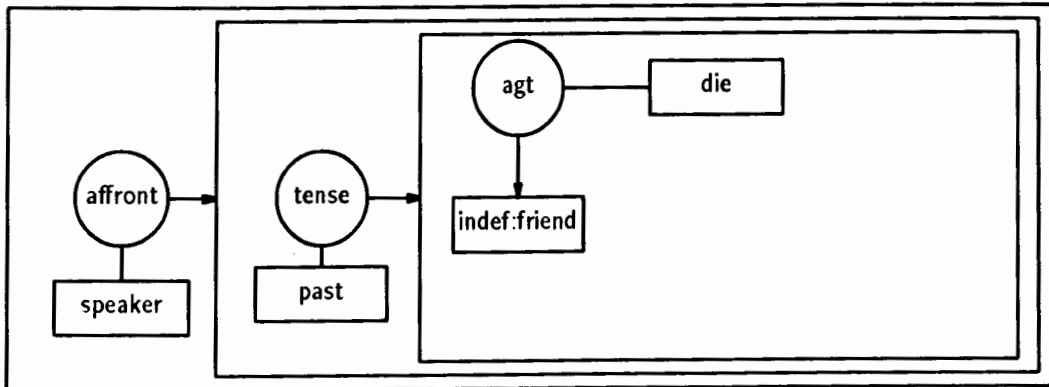 agt
die
affront
tense
indef:friend
speaker
past